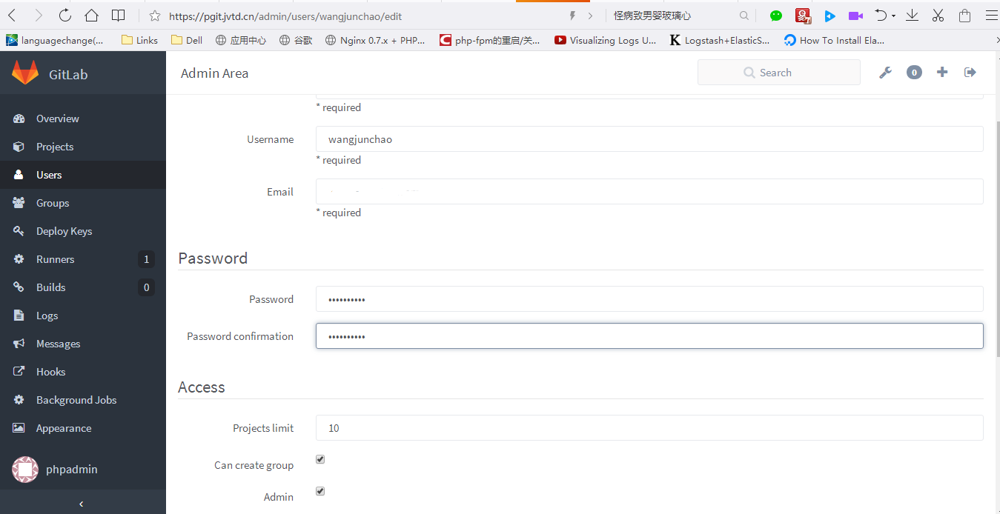 https://pgit.jvtd.cn/admin/users/wangjunchao/edit
怪病致男婴玻璃心
languagechange(...
Links
Dell
应用中心
谷歌
Nginx 0.7.x + PHP...
php-fpm的重启/关...
Visualizing Logs U...
Logstash+ElasticS...
How To Install Ela...
GitLab
Admin Area
Search
0
Overview
Projects
Users
Groups
Deploy Keys
Runners 1
Builds 0
Logs
Messages
Hooks
Background Jobs
Appearance
phpadmin
* required
Username wangjunchao
* required
Email
* required
Password
Password ••••••••••
Password confirmation ••••••••••
Access
Projects limit 10
Can create group
Admin